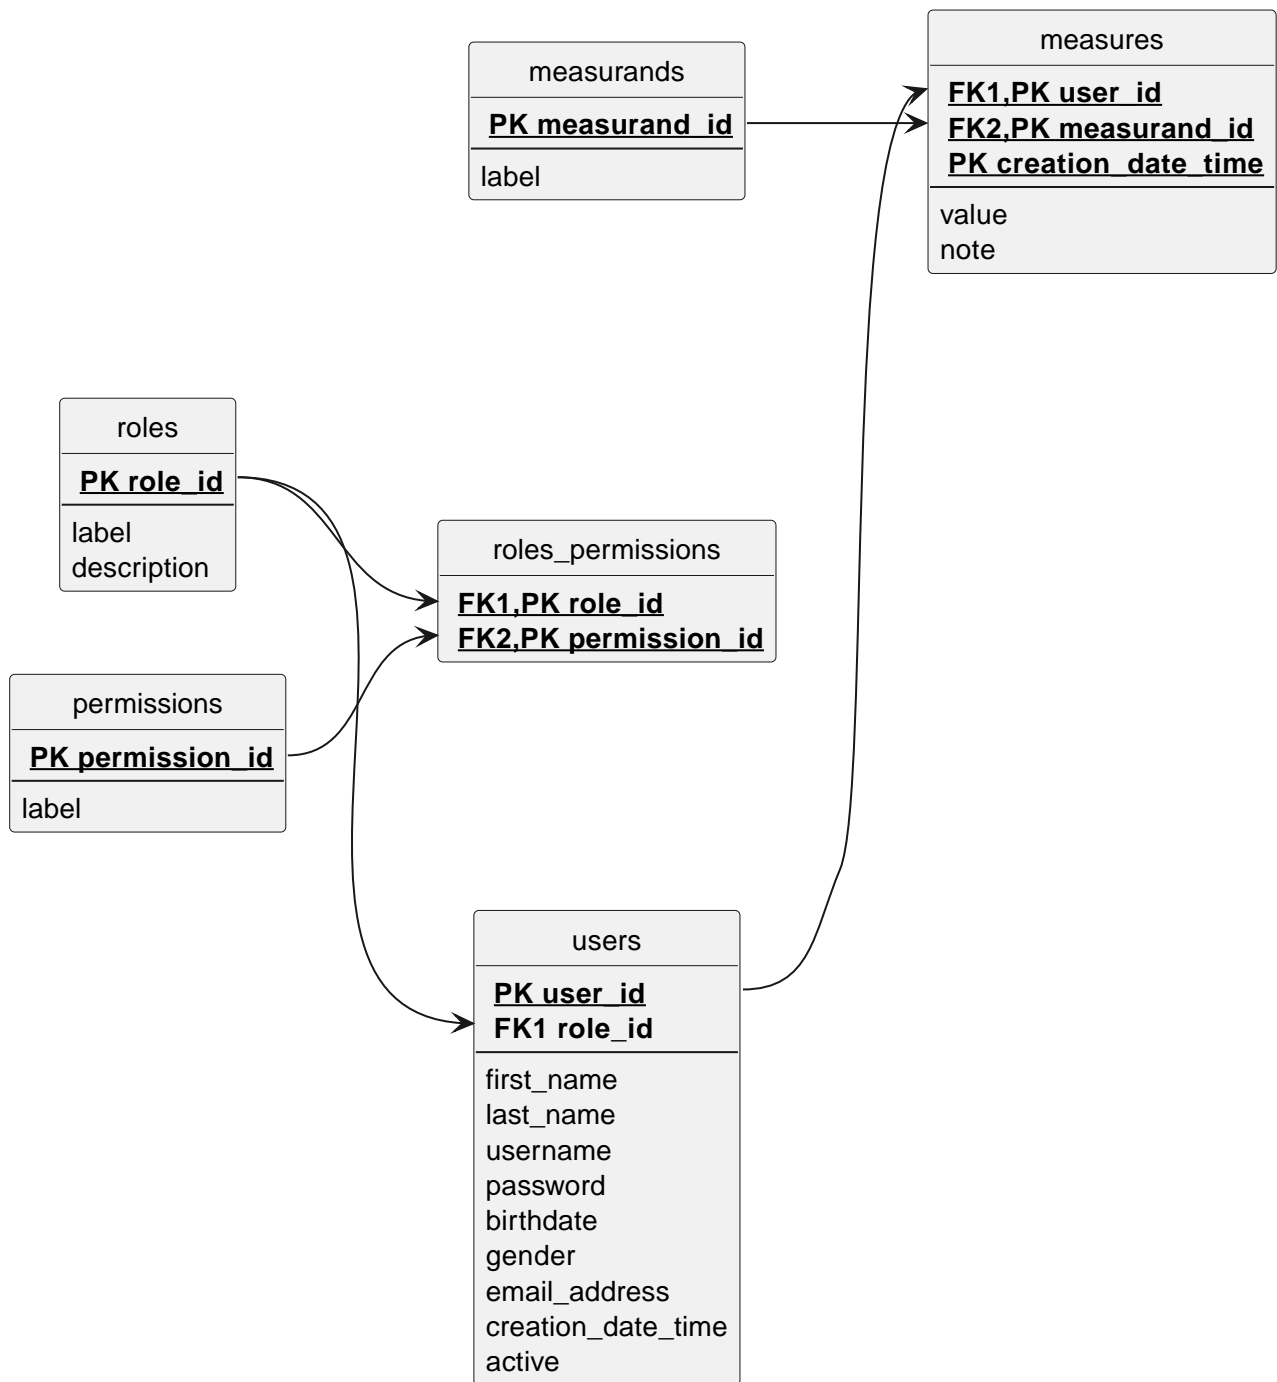 measures
FK1,PK user_id
FK2,PK measurand_id
PK creation_date_time
value
note
measurands
PK measurand_id
label
roles
PK role_id
label
description
roles_permissions
FK1,PK role_id
FK2,PK permission_id
permissions
PK permission_id
label
users
PK user_id
FK1 role_id
first_name
last_name
username
password
birthdate
gender
email_address
creation_date_time
active